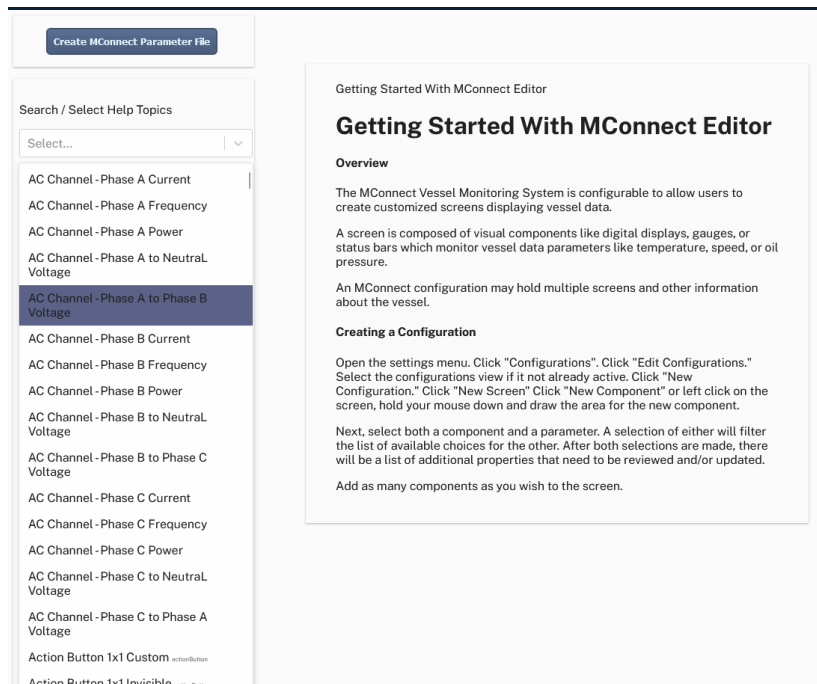 Create MConnect Parameter File
Search / Select Help Topics
Select...
AC Channel - Phase A Current
AC Channel - Phase A Frequency
AC Channel - Phase A Power
AC Channel - Phase A to NeutraL
Voltage
AC Channel - Phase A to Phase B
Voltage
AC Channel - Phase B Current
AC Channel - Phase B Frequency
AC Channel - Phase B Power
AC Channel - Phase B to NeutraL
Voltage
AC Channel - Phase B to Phase C
Voltage
AC Channel - Phase C Current
AC Channel - Phase C Frequency
AC Channel - Phase C Power
AC Channel - Phase C to NeutraL
Voltage
AC Channel - Phase C to Phase A
Voltage
Action Button 1x1 Custom actionButton
Action Button 1x1 Invisible
Getting Started With MConnect Editor
Getting Started With MConnect Editor
Overview
The MConnect Vessel Monitoring System is configurable to allow users to
create customized screens displaying vessel data.
A screen is composed of visual components like digital displays, gauges, or
status bars which monitor vessel data parameters like temperature, speed, or oil
pressure.
An MConnect configuration may hold multiple screens and other information
about the vessel.
Creating a Configuration
Open the settings menu. Click "Configurations". Click "Edit Configurations."
Select the configurations view if it not already active. Click "New
Configuration." Click "New Screen" Click "New Component" or left click on the
screen, hold your mouse down and draw the area for the new component.
Next, select both a component and a parameter. A selection of either will filter
the list of available choices for the other. After both selections are made, there
will be a list of additional properties that need to be reviewed and/or updated.
Add as many components as you wish to the screen.